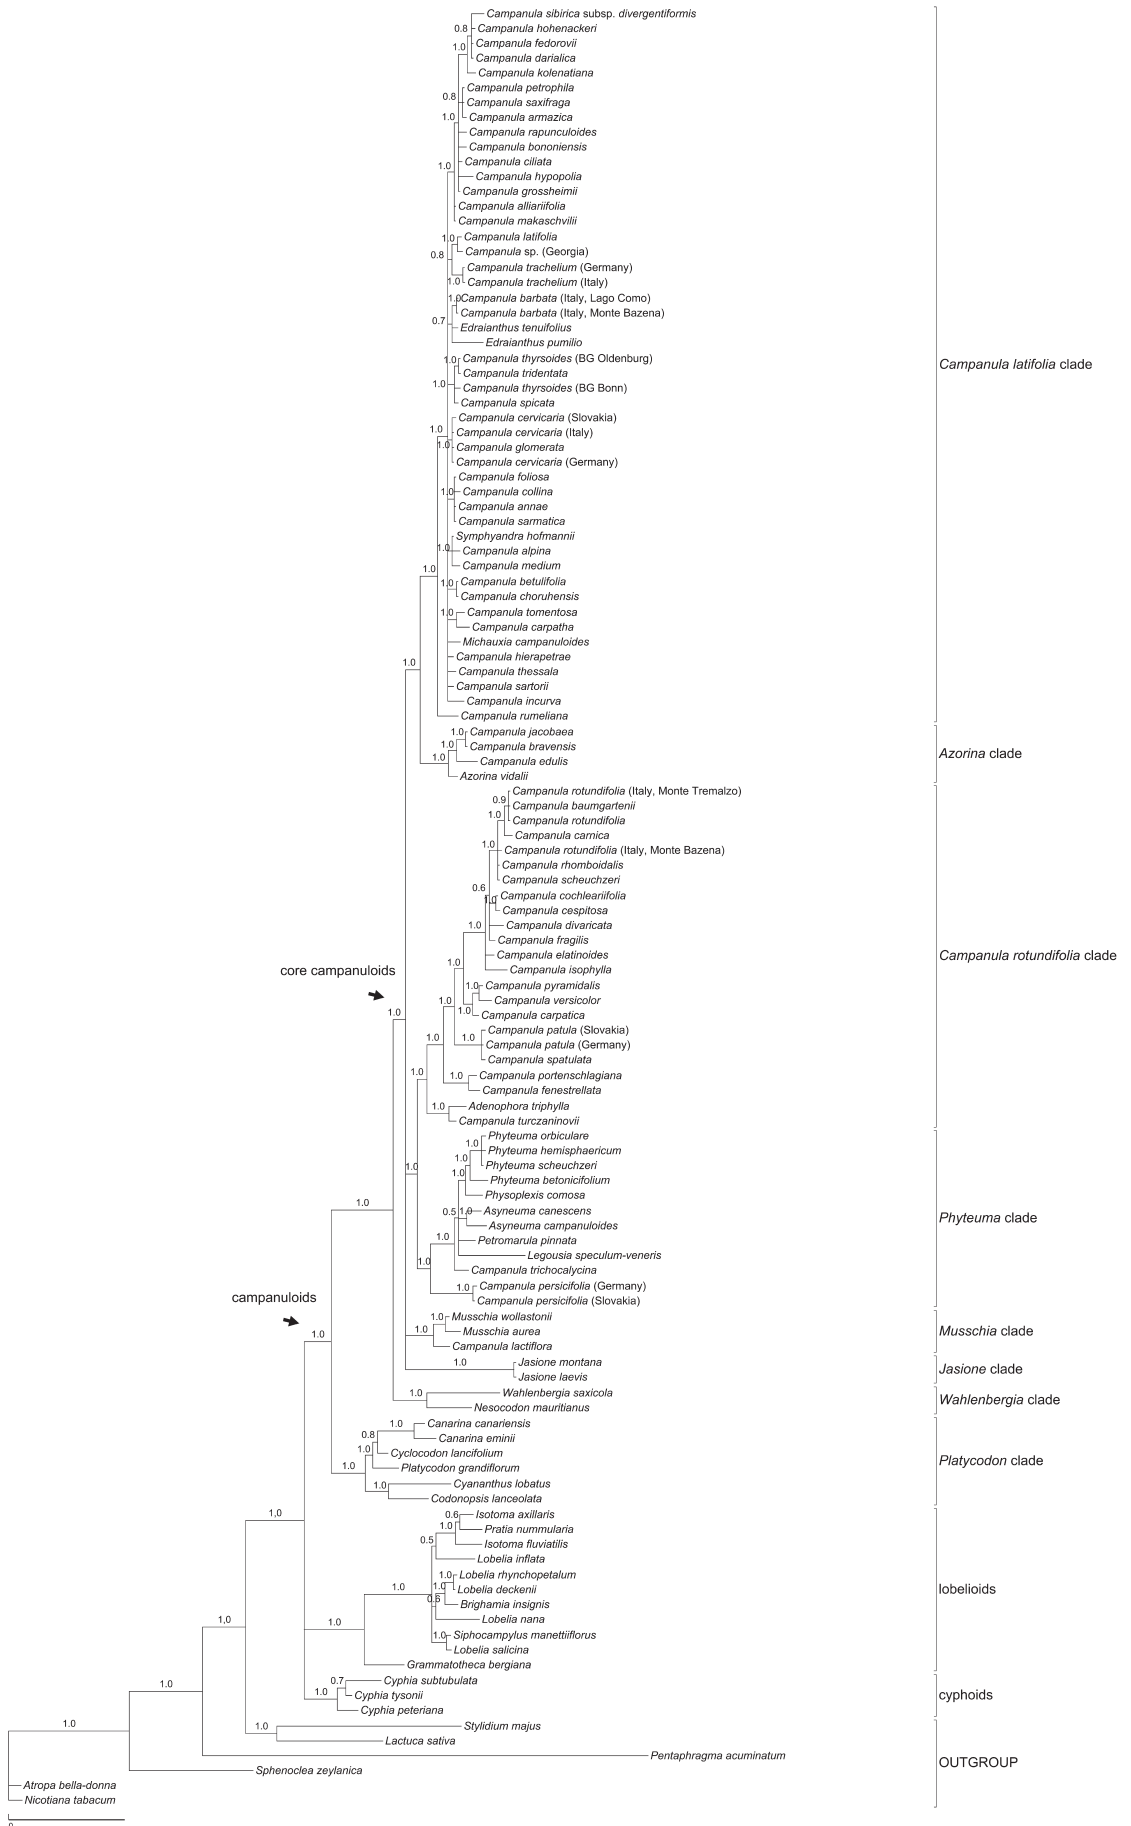 Campanula sibirica subsp. divergentiformis
0.8
Campanula hohenackeri
Campanula fedorovii
1.0
Campanula darialica
Campanula kolenatiana
Campanula petrophila
0.8
Campanula saxifraga
1.0
Campanula armazica
Campanula rapunculoides
Campanula bononiensis
Campanula ciliata
1.0
Campanula hypopolia
Campanula grossheimii
Campanula alliariifolia
Campanula makaschvilii
1.0
Campanula latifolia
0.8
Campanula sp. (Georgia)
Campanula trachelium (Germany)
1.0
Campanula trachelium (Italy)
1.0
Campanula barbata (Italy, Lago Como)
Campanula barbata (Italy, Monte Bazena)
0.7
Edraianthus tenuifolius
Edraianthus pumilio
1.0
Campanula thyrsoides (BG Oldenburg)
Campanula tridentata
1.0
Campanula thyrsoides (BG Bonn)
Campanula spicata
Campanula latifolia clade
Campanula cervicaria (Slovakia)
1.0
Campanula cervicaria (Italy)
1.0
Campanula glomerata
Campanula cervicaria (Germany)
Campanula foliosa
1.0
Campanula collina
Campanula annae
Campanula sarmatica
Symphyandra hofmannii
1.0
Campanula alpina
Campanula medium
1.0
1.0
Campanula betulifolia
Campanula choruhensis
1.0
Campanula tomentosa
Campanula carpatha
Michauxia campanuloides
1.0
Campanula hierapetrae
Campanula thessala
Campanula sartorii
Campanula incurva
Campanula rumeliana
1.0
Campanula jacobaea
1.0
Campanula bravensis
1.0
Campanula edulis
Azorina vidalii
Azorina clade
Campanula rotundifolia (Italy, Monte Tremalzo)
0.9
Campanula baumgartenii
1.0
Campanula rotundifolia
Campanula carnica
1.0
Campanula rotundifolia (Italy, Monte Bazena)
Campanula rhomboidalis
Campanula scheuchzeri
0.6
Campanula cochleariifolia
1.0
Campanula cespitosa
1.0
Campanula divaricata
Campanula fragilis
Campanula elatinoides
Campanula rotundifolia clade
1.0
Campanula isophylla
core campanuloids
1.0
Campanula pyramidalis
Campanula versicolor
1.0
1.0
1.0
Campanula carpatica
Campanula patula (Slovakia)
1.0
1.0
Campanula patula (Germany)
Campanula spatulata
1.0
1.0
Campanula portenschlagiana
Campanula fenestrellata
1.0
Adenophora triphylla
Campanula turczaninovii
Phyteuma orbiculare
1.0
Phyteuma hemisphaericum
1.0
1.0
Phyteuma scheuchzeri
1.0
Phyteuma betonicifolium
Physoplexis comosa
1.0
0.5
1.0
Asyneuma canescens
Asyneuma campanuloides
Phyteuma clade
1.0
Petromarula pinnata
Legousia speculum-veneris
1.0
Campanula trichocalycina
1.0
Campanula persicifolia (Germany)
Campanula persicifolia (Slovakia)
campanuloids
1.0
1.0
Musschia wollastonii
1.0
Musschia aurea
Campanula lactiflora
Musschia clade
1.0
Jasione montana
Jasione laevis
Jasione clade
1.0
Wahlenbergia saxicola
Nesocodon mauritianus
Wahlenbergia clade
1.0
Canarina canariensis
0.8
Canarina eminii
1.0
Cyclocodon lancifolium
1.0
Platycodon grandiflorum
Platycodon clade
1.0
Cyananthus lobatus
Codonopsis lanceolata
1,0
0.6
Isotoma axillaris
1.0
Pratia nummularia
0.5
Isotoma fluviatilis
Lobelia inflata
1.0
Lobelia rhynchopetalum
1.0
1.0
Lobelia deckenii
0.6
Brighamia insignis
lobelioids
Lobelia nana
1,0
1.0
1.0
Siphocampylus manettiiflorus
Lobelia salicina
Grammatotheca bergiana
0.7
Cyphia subtubulata
1.0
Cyphia tysonii
Cyphia peteriana
cyphoids
1.0
1.0
1.0
Stylidium majus
Lactuca sativa
Pentaphragma acuminatum
OUTGROUP
Sphenoclea zeylanica
Atropa bella-donna
Nicotiana tabacum